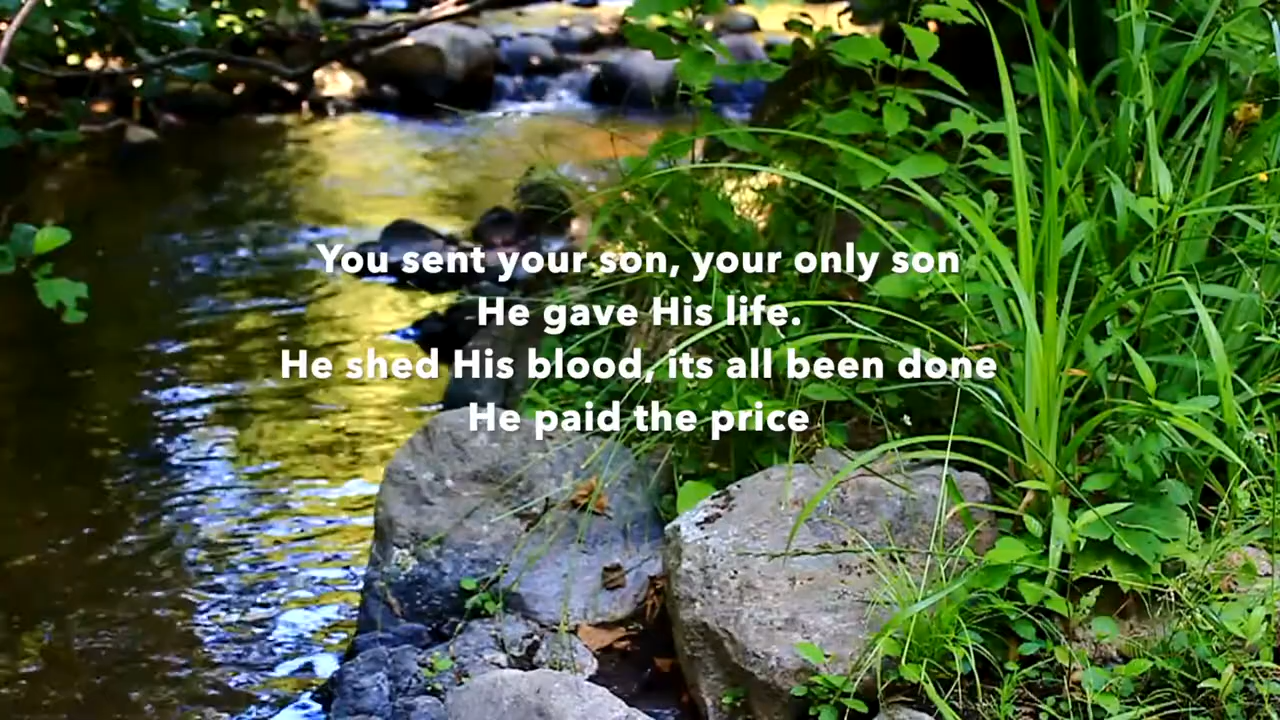 You sent your son, your only son
He gave His life.
He shed His blood, its all been done
He paid the price